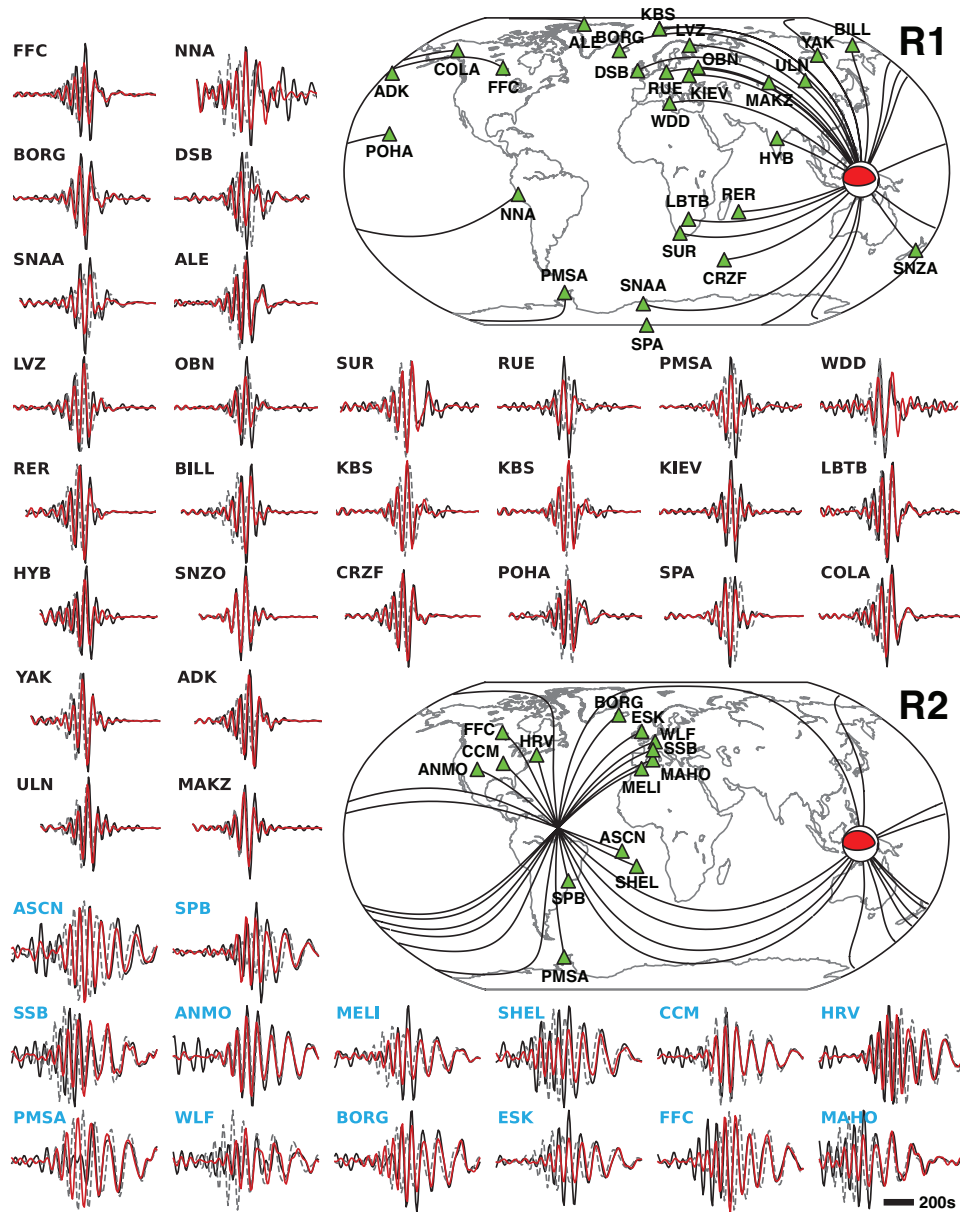 FFC
NNA
BORG
DSB
SNAA
ALE
LVZ
OBN
SUR
RUE
PMSA
WDD
RER
BILL
KBS
KBS
KIEV
LBTB
HYB
SNZO
CRZF
POHA
SPA
COLA
YAK
ADK
ULN
MAKZ
R1
KBS
ALE
BORG
LVZ
YAK
BILL
COLA
ADK
FFC
DSB
OBN
ULN
RUE
KIEV
MAKZ
WDD
POHA
HYB
NNA
LBTB
RER
SUR
CRZF
SNZA
PMSA
SNAA
SPA
R2
BORG
ESK
FFC
HRV
WLF
CCM
SSB
ANMO
MAHO
MELI
ASCN
SHEL
SPB
PMSA
ASCN
SPB
SSB
ANMO
MELI
SHEL
CCM
HRV
PMSA
WLF
BORG
ESK
FFC
MAHO
200s